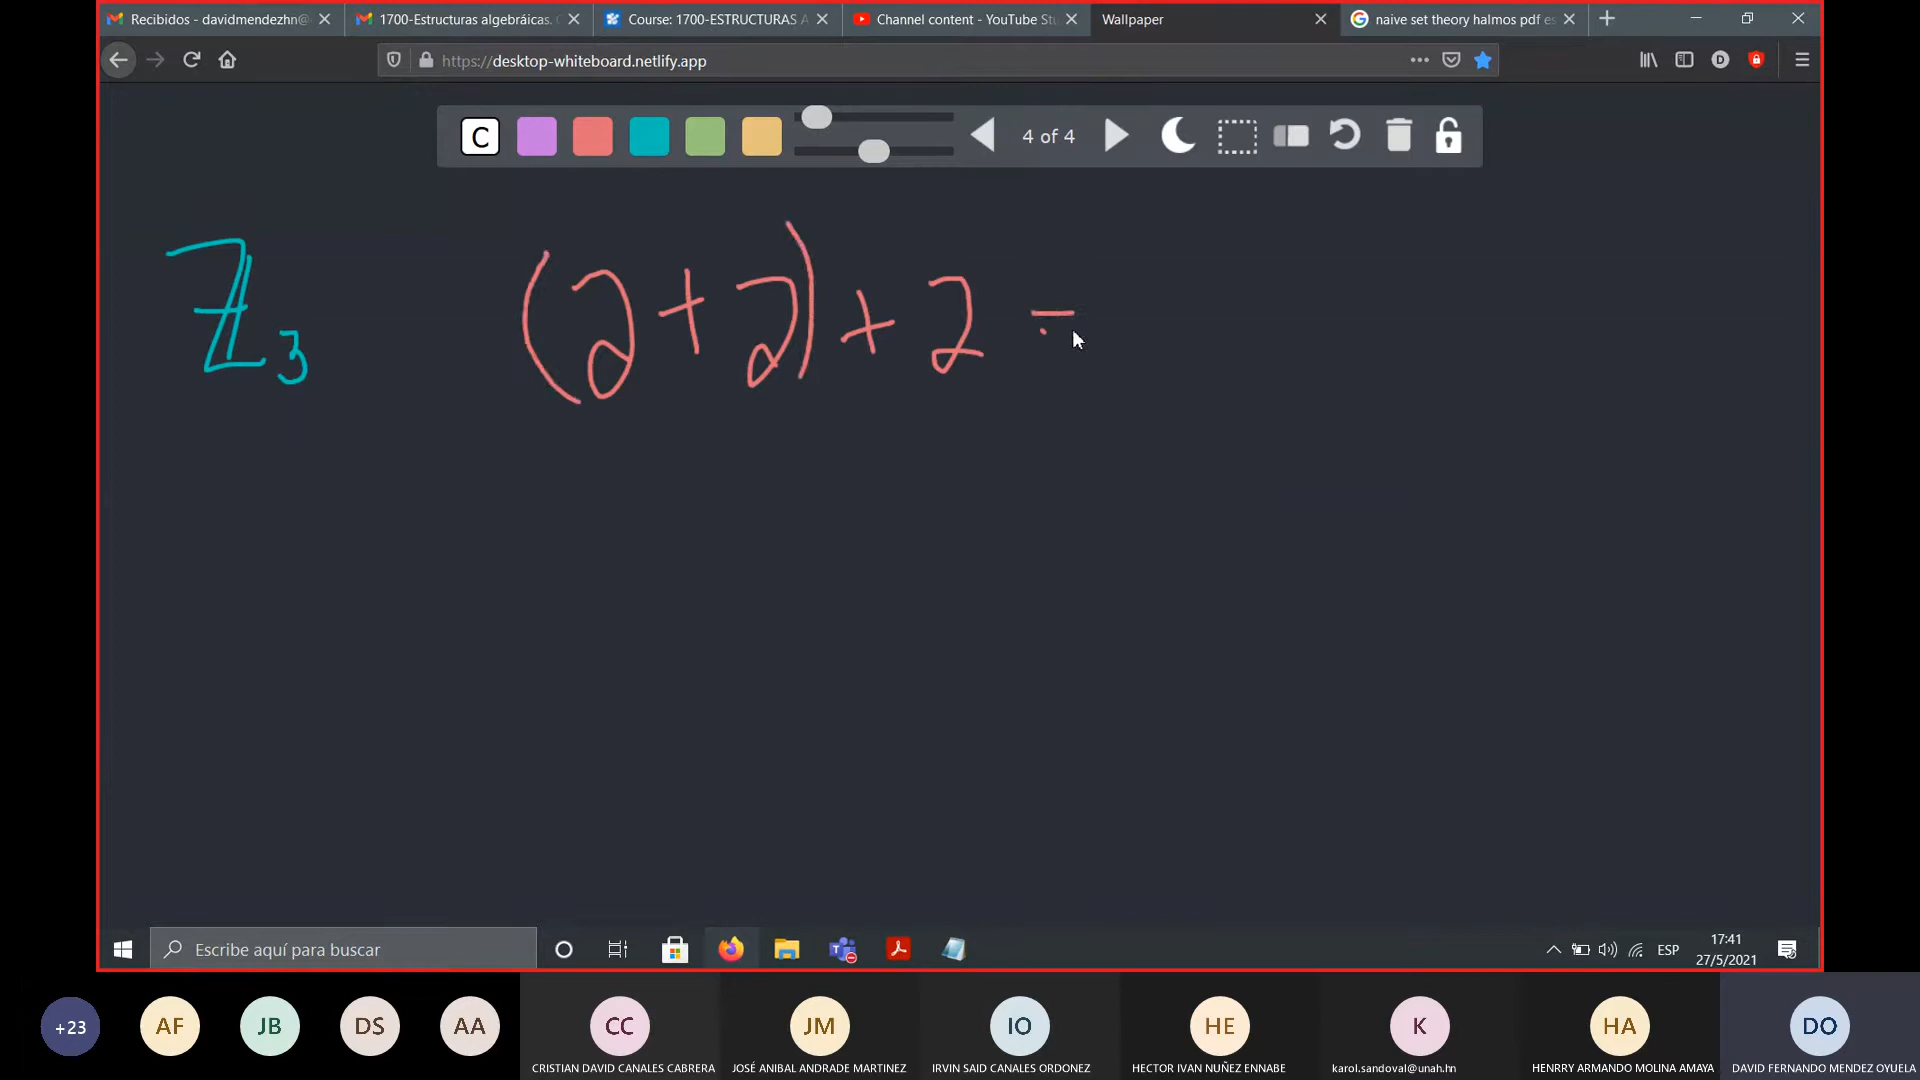 Recibidos - davidmendezhn@
1700-Estructuras algebráicas. C
Course: 1700-ESTRUCTURAS A
Channel content - YouTube Stu
Wallpaper
naive set theory halmos pdf es
https://desktop-whiteboard.netlify.app
C
4 of 4
ℤ₃ (2+2)+2 =
Escribe aquí para buscar
ESP
17:41
27/5/2021
+23
AF
JB
DS
AA
CC
JM
IO
HE
K
HA
DO
CRISTIAN DAVID CANALES CABRERA
JOSÉ ANIBAL ANDRADE MARTINEZ
IRVIN SAID CANALES ORDONEZ
HECTOR IVAN NUÑEZ ENNABE
karol.sandoval@unah.hn
HENRRY ARMANDO MOLINA AMAYA
DAVID FERNANDO MENDEZ OYUELA